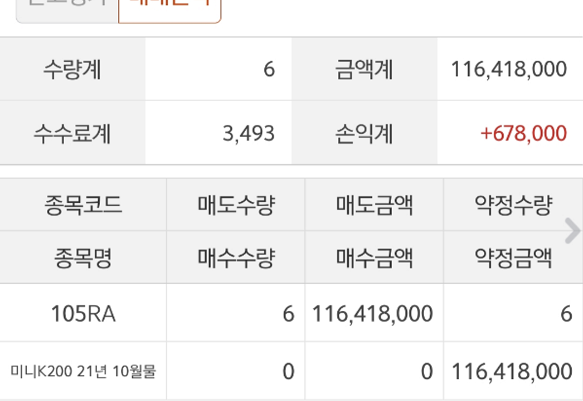 수량계 6 금액계 116,418,000
수수료계 3,493 손익계 +678,000
종목코드 매도수량 매도금액 약정수량
종목명 매수수량 매수금액 약정금액
105RA 6 116,418,000 6
미니K200 21년 10월물 0 0 116,418,000